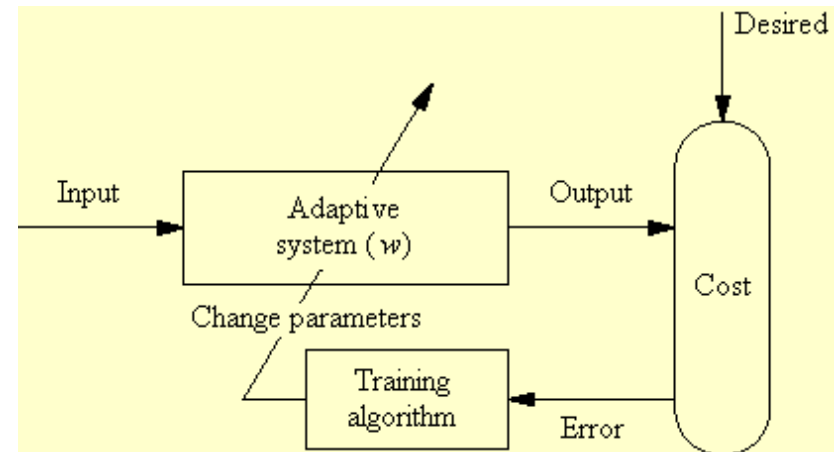 Desired
Input
Adaptive
system (w)
Output
Cost
Change parameters
Training
algorithm
Error